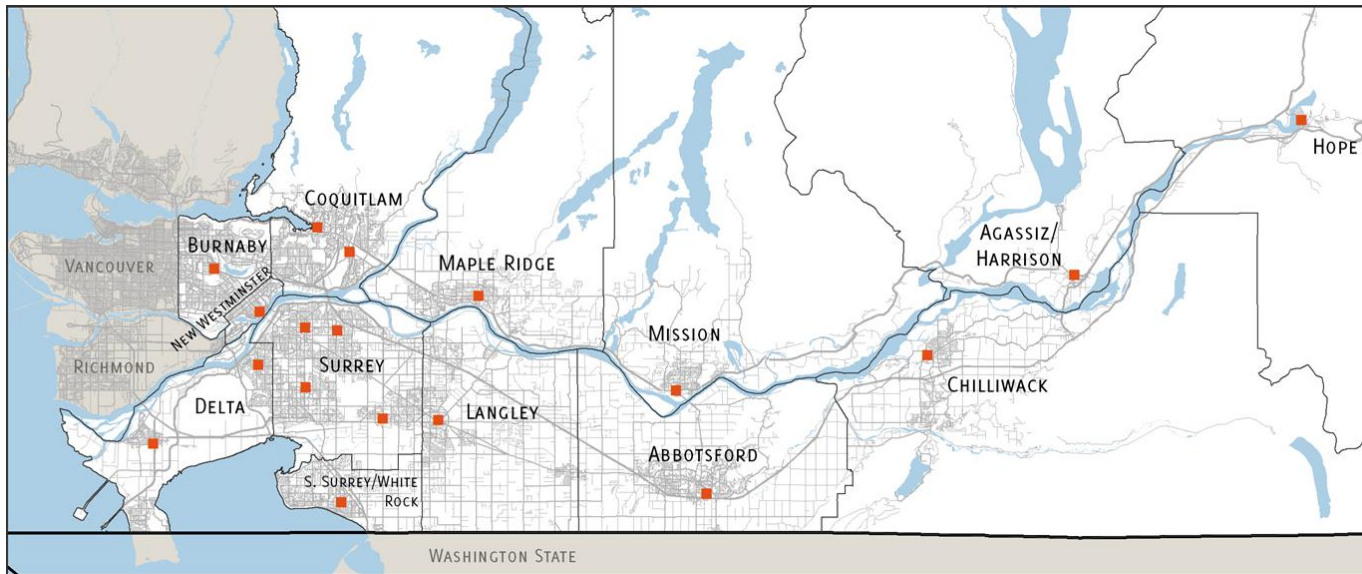 HOPE
COQUITLAM
BURNABY
VANCOUVER
AGASSIZ/
HARRISON
MAPLE RIDGE
NEW WESTMINSTER
MISSION
RICHMOND
SURREY
CHILLIWACK
DELTA
LANGLEY
ABBOTSFORD
S. SURREY/WHITE
ROCK
WASHINGTON STATE